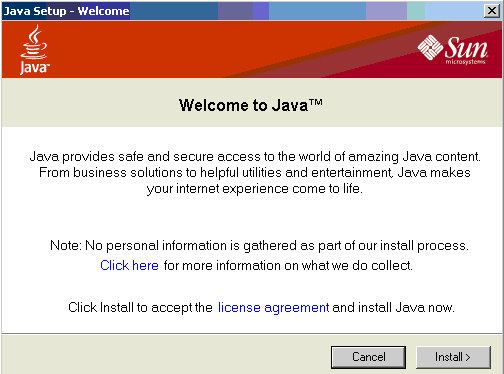 Java Setup - Welcome
Java™
Sun
microsystems
Welcome to Java™
Java provides safe and secure access to the world of amazing Java content.
From business solutions to helpful utilities and entertainment, Java makes
your internet experience come to life.
Note: No personal information is gathered as part of our install process.
Click here for more information on what we do collect.
Click Install to accept the license agreement and install Java now.
Cancel
Install >